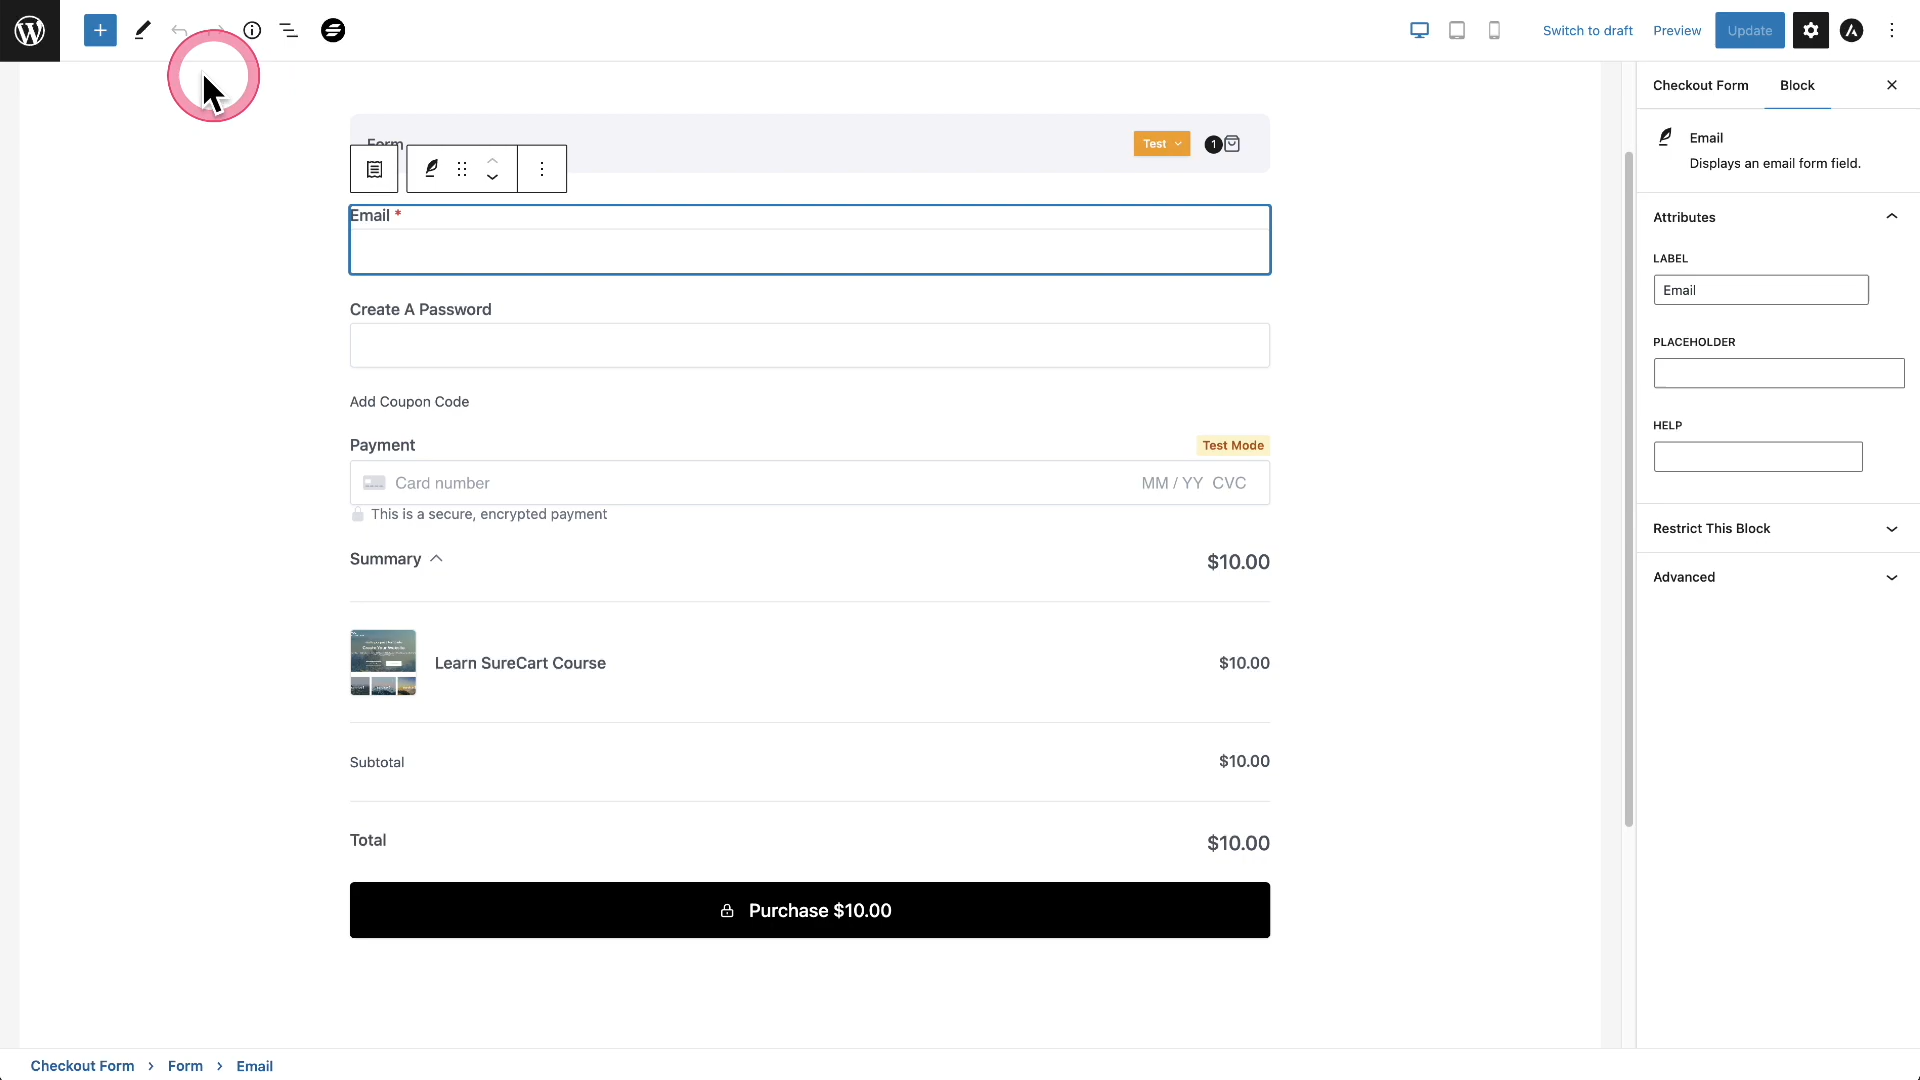 Switch to draft
Preview
Update
Form
Test
1
Email *
Create A Password
Add Coupon Code
Payment
Test Mode
Card number
MM / YY CVC
This is a secure, encrypted payment
Summary
$10.00
Learn SureCart Course
$10.00
Subtotal
$10.00
Total
$10.00
Purchase $10.00
Checkout Form
Block
Email
Displays an email form field.
Attributes
LABEL
Email
PLACEHOLDER
HELP
Restrict This Block
Advanced
Checkout Form > Form > Email